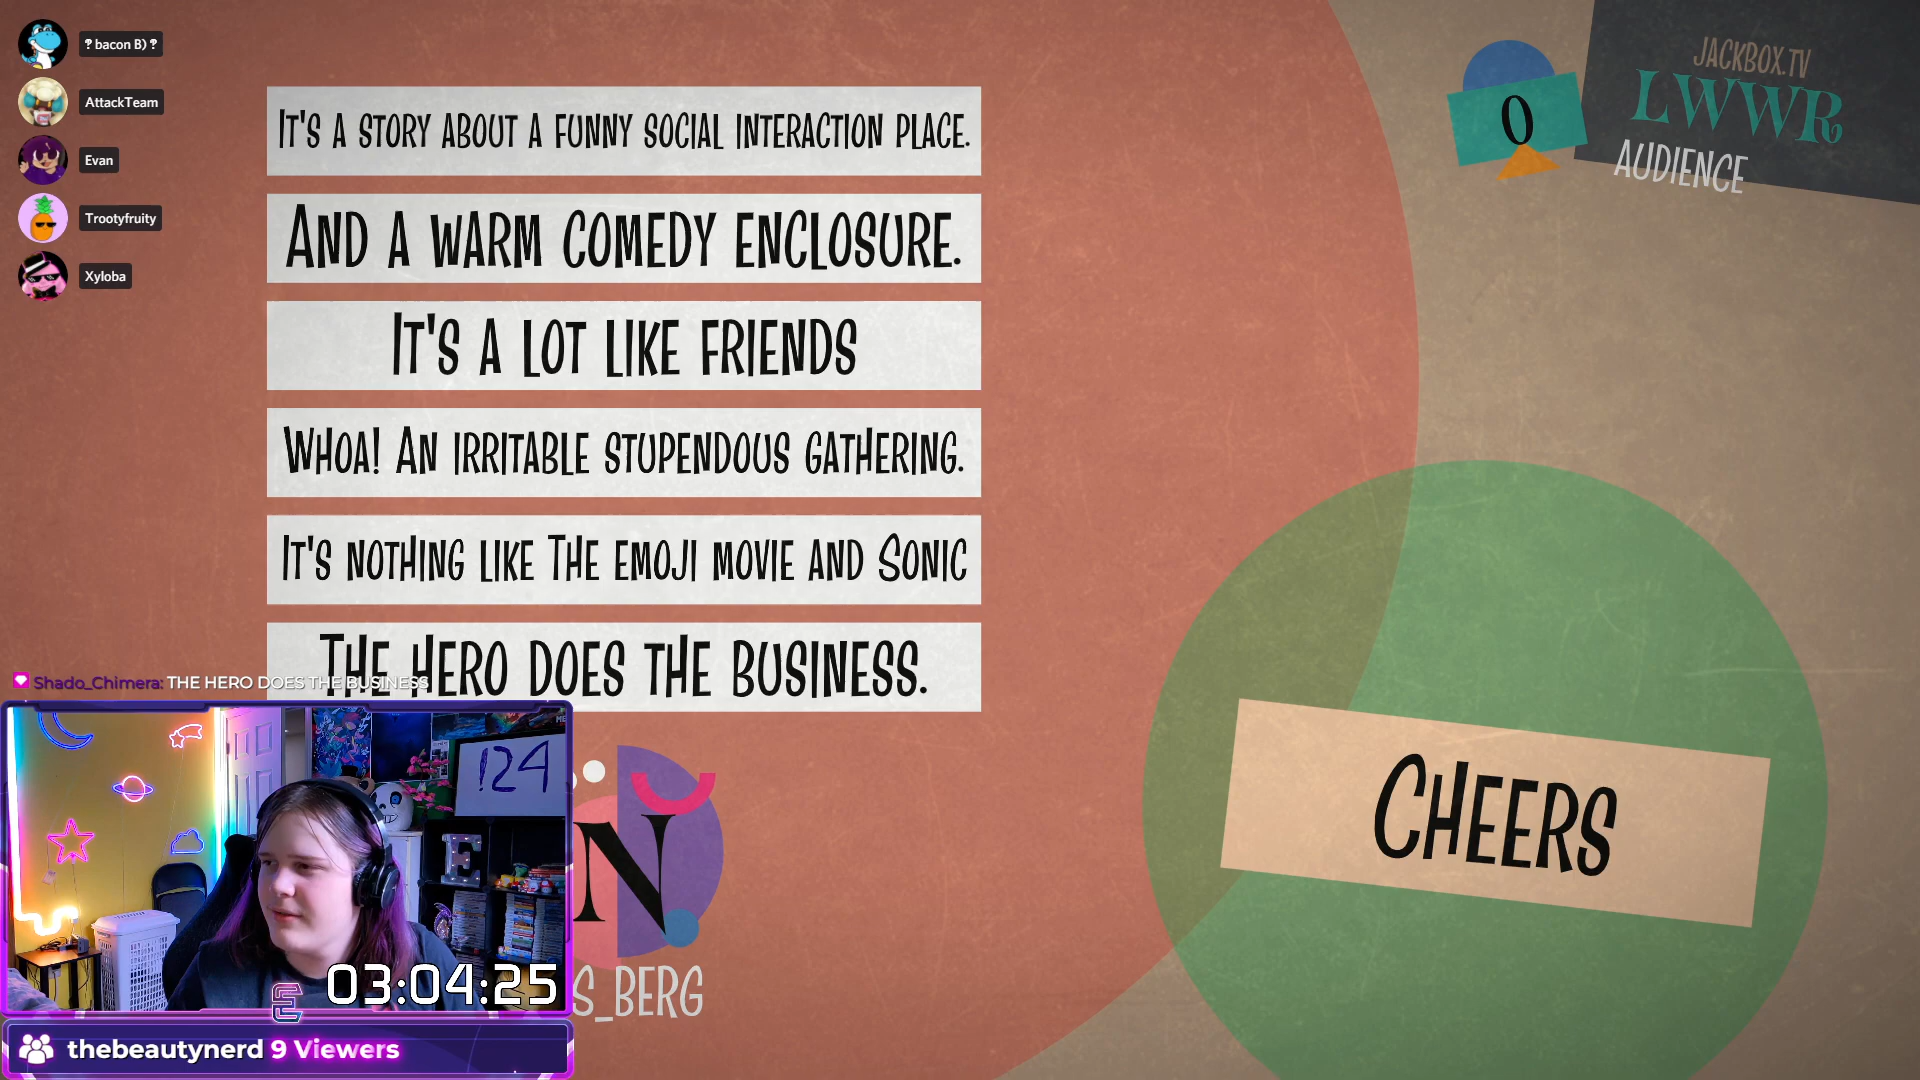 ? bacon B) ?
AttackTeam
Evan
Trootyfruity
Xyloba
IT'S A STORY ABOUT A FUNNY SOCIAL INTERACTION PLACE.
AND A WARM COMEDY ENCLOSURE.
IT'S A LOT LIKE FRIENDS
WHOA! AN IRRITABLE STUPENDOUS GATHERING.
IT'S NOTHING LIKE THE EMOJI MOVIE AND SONIC
THE HERO DOES THE BUSINESS.
JACKBOX.TV
LWWR
AUDIENCE
0
CHEERS
Shado_Chimera: THE HERO DOES THE BUSINESS
!24
E
N
S_BERG
03:04:25
E
thebeautynerd 9 Viewers